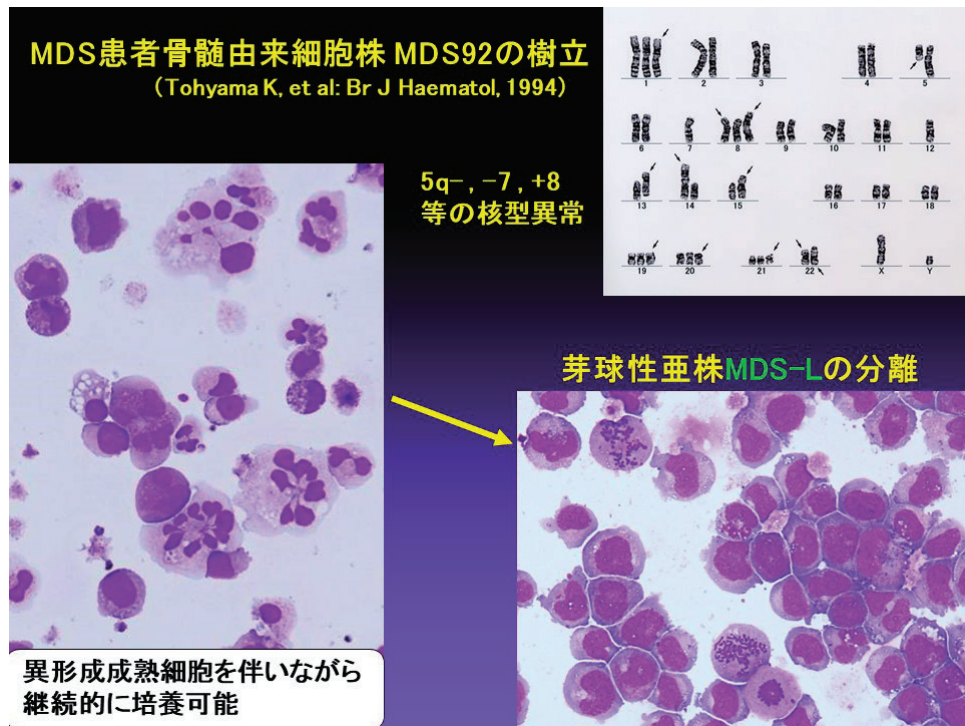 MDS患者骨髄由来細胞株 MDS92の樹立
（Tohyama K, et al: Br J Haematol, 1994）
1 2 3 4 5
6 7 8 9 10 11 12
13 14 15 16 17 18
19 20 21 22 X Y
5q-, -7, +8
等の核型異常
芽球性亜株MDS-Lの分離
異形成成熟細胞を伴いながら
継続的に培養可能